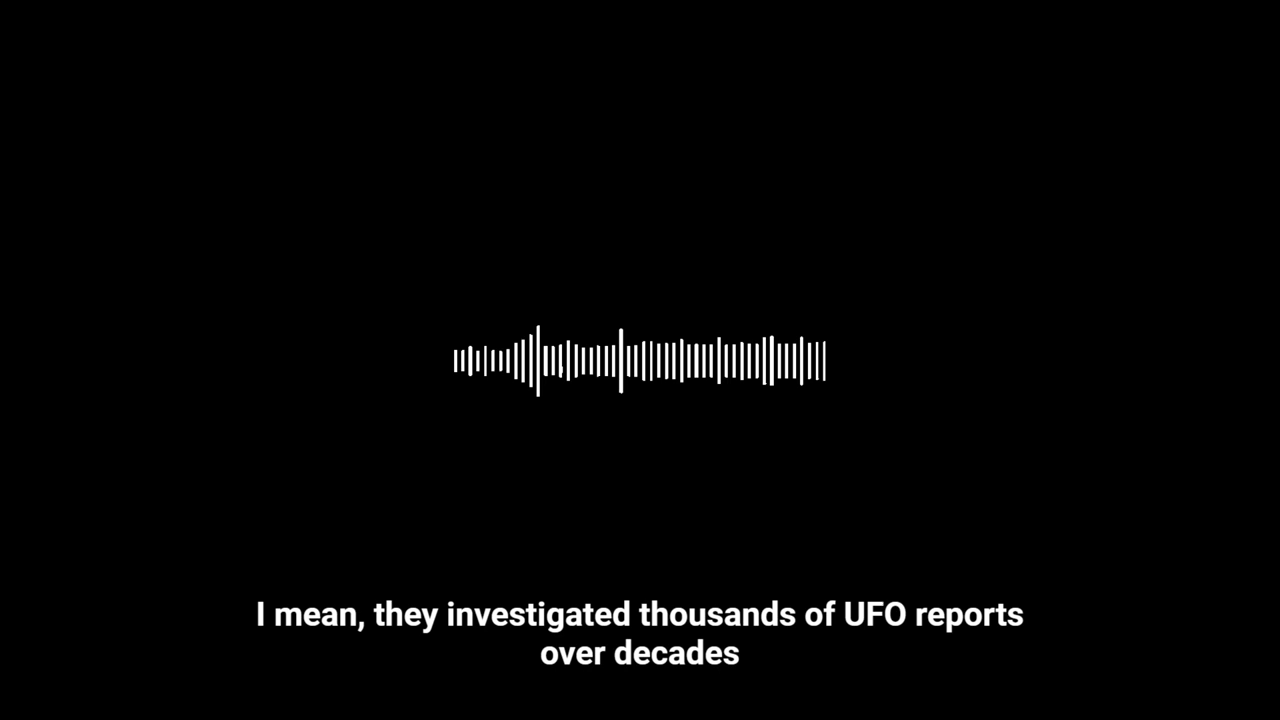 I mean, they investigated thousands of UFO reports
over decades